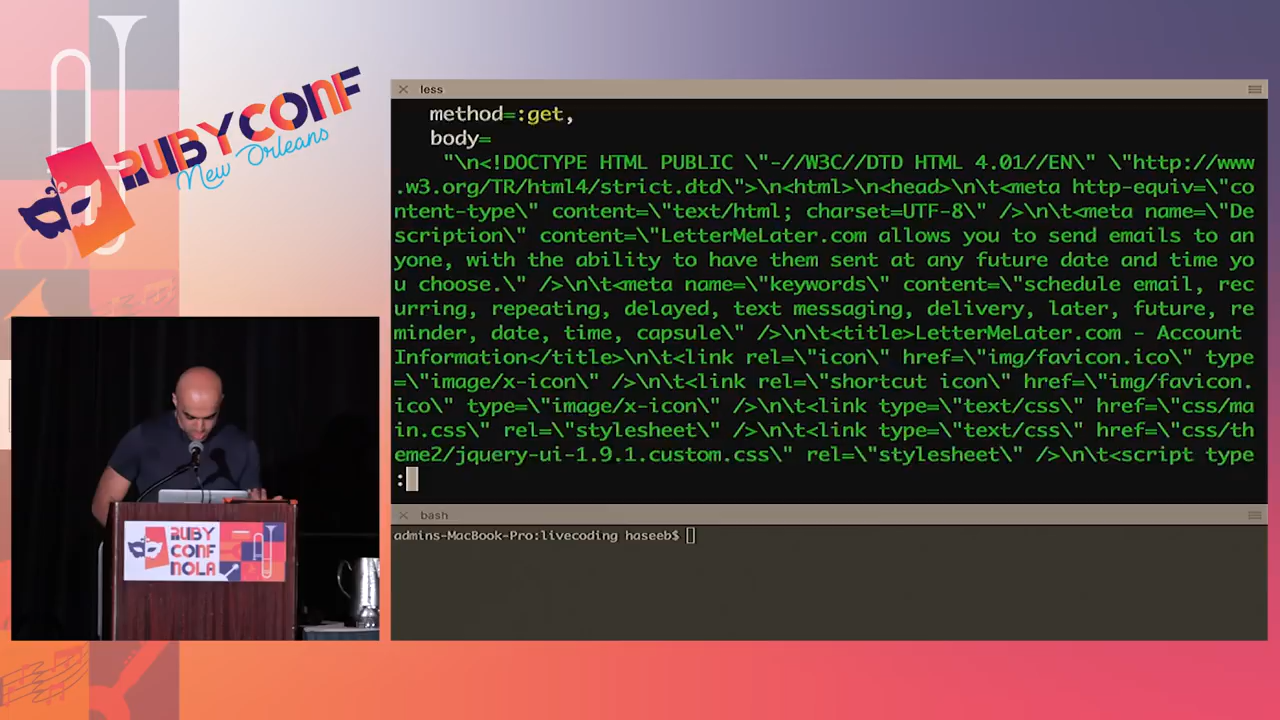 RUBYCONF
New Orleans
less
method=:get,
body=
"\n<!DOCTYPE HTML PUBLIC \"-//W3C//DTD HTML 4.01//EN\" \"http://www
.w3.org/TR/html4/strict.dtd\">\n<html>\n<head>\n\t<meta http-equiv=\"co
ntent-type\" content=\"text/html; charset=UTF-8\" />\n\t<meta name=\"De
scription\" content=\"LetterMeLater.com allows you to send emails to an
yone, with the ability to have them sent at any future date and time yo
u choose.\" />\n\t<meta name=\"keywords\" content=\"schedule email, rec
urring, repeating, delayed, text messaging, delivery, later, future, re
minder, date, time, capsule\" />\n\t<title>LetterMeLater.com - Account
Information</title>\n\t<link rel=\"icon\" href=\"img/favicon.ico\" type
=\"image/x-icon\" />\n\t<link rel=\"shortcut icon\" href=\"img/favicon.
ico\" type=\"image/x-icon\" />\n\t<link type=\"text/css\" href=\"css/ma
in.css\" rel=\"stylesheet\" />\n\t<link type=\"text/css\" href=\"css/th
eme2/jquery-ui-1.9.1.custom.css\" rel=\"stylesheet\" />\n\t<script type
:
bash
admins-MacBook-Pro:livecoding haseeb$
RUBY
CONF
NOLA